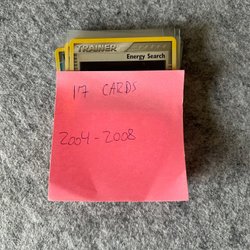 TRAINER
Energy Search
17 CARDS
2004-2008